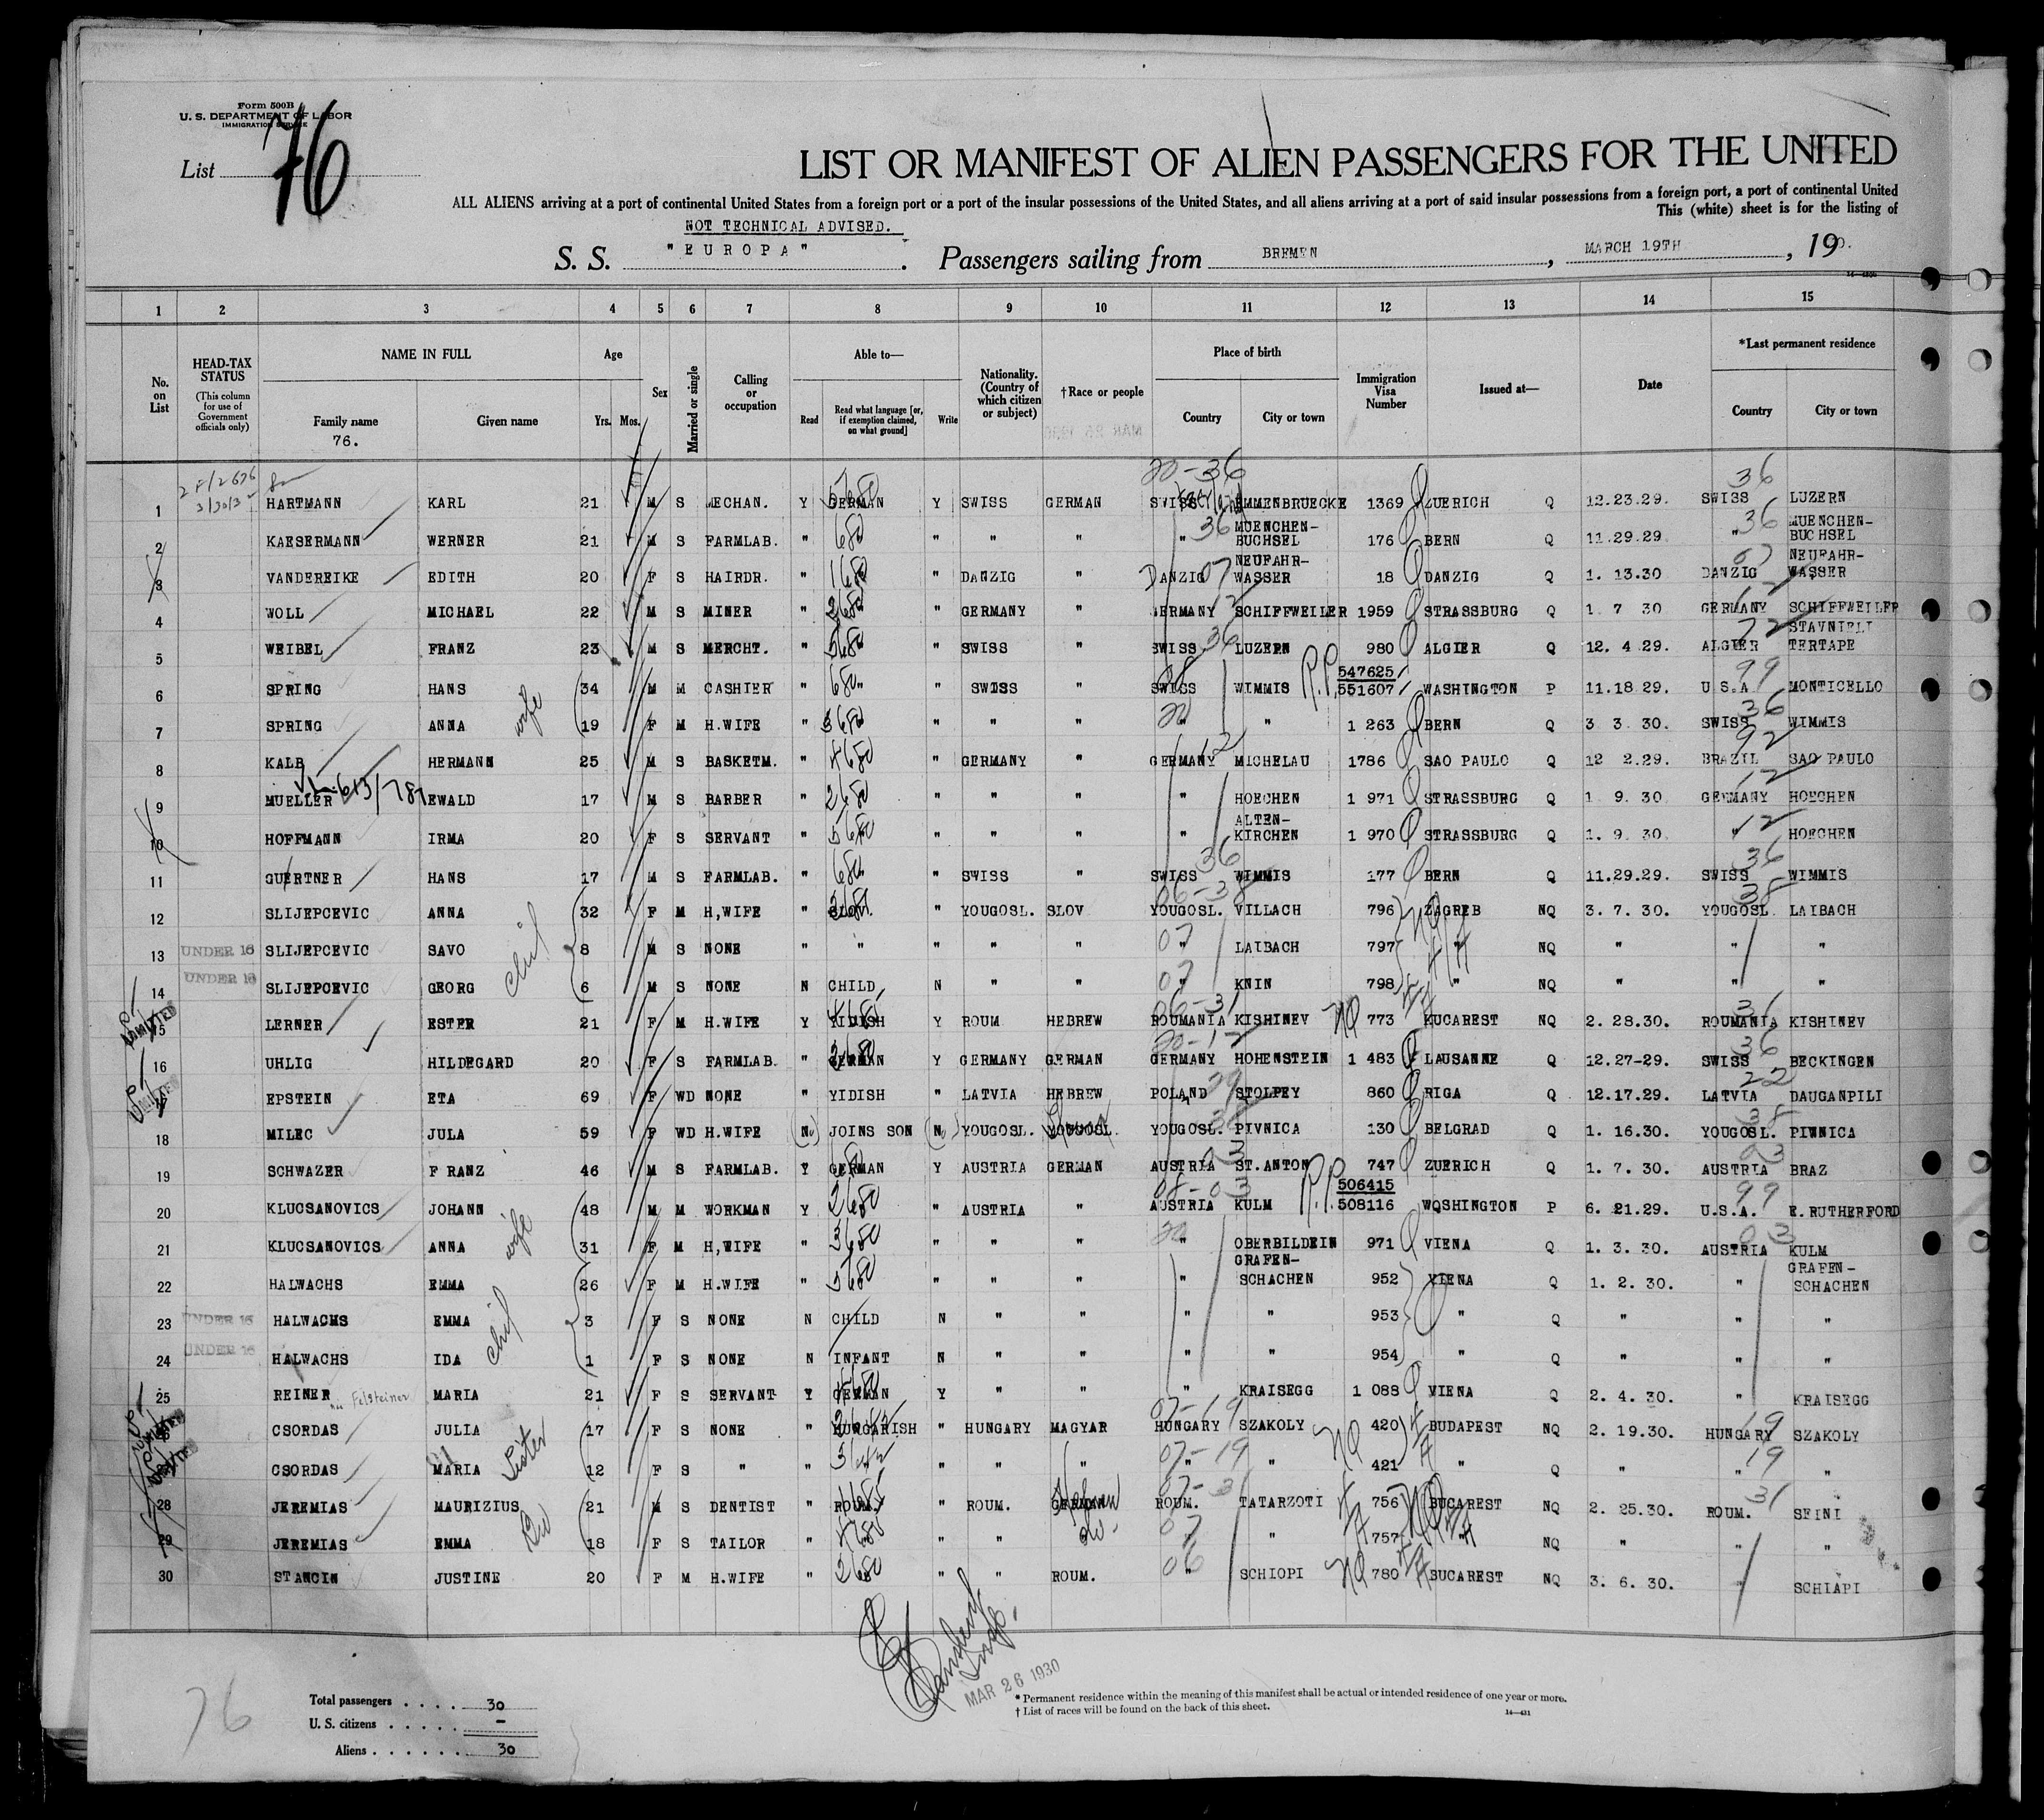 Form 500B
U. S. DEPARTMENT OF LABOR
IMMIGRATION SERVICE
List 76
LIST OR MANIFEST OF ALIEN PASSENGERS FOR THE UNITED
ALL ALIENS arriving at a port of continental United States from a foreign port or a port of the insular possessions of the United States, and all aliens arriving at a port of said insular possessions from a foreign port, a port of continental United
This (white) sheet is for the listing of
NOT TECHNICAL ADVISED.
S. S. "EUROPA". Passengers sailing from BREMEN, MARCH 19TH, 19
1 2 3 4 5 6 7 8 9 10 11 12 13 14 15
No. on List
HEAD-TAX STATUS (This column for use of Government officials only)
NAME IN FULL Family name Given name
76.
Age Yrs. Mos.
Sex
Married or single
Calling or occupation
Able to— Read Read what language [or, if exemption claimed, on what ground] Write
Nationality. (Country of which citizen or subject)
†Race or people
Place of birth Country City or town
Immigration Visa Number
Issued at—
Date
*Last permanent residence Country City or town
20-36 36
1 HARTMANN KARL 21 M S MECHAN. Y GERMAN Y SWISS GERMAN SWISS EMMENBRUECKE 1369 ZUERICH Q 12.23.29. SWISS LUZERN
2 KAESERMANN WERNER 21 M S FARMLAB. " 680 " " " " MUENCHEN-BUCHSEL 176 BERN Q 11.29.29 " MUENCHEN-BUCHSEL
3 VANDEREIKE EDITH 20 F S HAIRDR. " 1680 " DANZIG " DANZIG NEUFAHR-WASSER 18 DANZIG Q 1. 13.30 DANZIG NEUFAHR-WASSER
4 WOLL MICHAEL 22 M S MINER " 2680 " GERMANY " GERMANY SCHIFFWEILER 1959 STRASSBURG Q 1 7 30 GERMANY SCHIFFWEILER
5 WEIBEL FRANZ 23 M S MERCHT. " 5680 " SWISS " SWISS LUZERN 980 ALGIER Q 12. 4 29. ALGIER TERTAPE
6 SPRING HANS 34 M M CASHIER " 680 " SWISS " SWISS WIMMIS R.P. 547625 551607 WASHINGTON P 11.18 29. U S.A. MONTICELLO
7 SPRING ANNA wife 19 F M H.WIFE " 3680 " " " " " 1 263 BERN Q 3 3 30. SWISS WIMMIS
8 KALB HERMANN 25 M S BASKETM. " 4680 " GERMANY " GERMANY MICHELAU 1786 SAO PAULO Q 12 2.29. BRAZIL SAO PAULO
9 MUELLER EWALD 17 M S BARBER " 2680 " " " " HOECHEN 1 971 STRASSBURG Q 1 9. 30 GERMANY HOECHEN
10 HOFFMANN IRMA 20 F S SERVANT " 5680 " " " " ALTEN-KIRCHEN 1 970 STRASSBURG Q 1. 9. 30. " HOECHEN
11 GUERTNER HANS 17 M S FARMLAB. " 680 " SWISS " SWISS WIMMIS 177 BERN Q 11.29.29. SWISS WIMMIS
12 SLIJEPCEVIC ANNA 32 F M H,WIFE " " YOUGOSL. SLOV YOUGOSL. VILLACH 796 ZAGREB NQ 3. 7. 30. YOUGOSL LAIBACH
13 UNDER 16 SLIJEPCEVIC SAVO 8 M S NONE " " " " " " LAIBACH 797 " NQ " " "
14 UNDER 16 SLIJEPCEVIC GEORG 6 M S NONE N CHILD N " " " KNIN 798 " NQ " " "
15 LERNER ESTER 21 F M H.WIFE Y YIDISH Y ROUM HEBREW ROUMANIA KISHINEV NQ 773 BUCAREST NQ 2. 28.30. ROUMANIA KISHINEV
16 UHLIG HILDEGARD 20 F S FARMLAB. " GERMAN Y GERMANY GERMAN GERMANY HOHENSTEIN 1 483 LAUSANNE Q 12.27-29. SWISS BECKINGEN
17 EPSTEIN ETA 69 F WD NONE " YIDISH " LATVIA HEBREW POLAND STOLPEY 860 RIGA Q 12.17.29. LATVIA DAUGANPILI
18 MILEC JULA 59 F WD H.WIFE N JOINS SON N YOUGOSL. YOUGOSL. YOUGOSL. PIVNICA 130 BELGRAD Q 1. 16.30. YOUGOSL. PIWNICA
19 SCHWAZER F RANZ 46 M S FARMLAB. Y GERMAN Y AUSTRIA GERMAN AUSTRIA ST.ANTON 747 ZUERICH Q 1. 7. 30. AUSTRIA BRAZ
20 KLUCSANOVICS JOHANN 48 M M WORKMAN Y 2680 " AUSTRIA " AUSTRIA KULM R.P. 506415 508116 WQSHINGTON P 6. 21.29. U.S.A. E.RUTHERFORD
21 KLUCSANOVICS ANNA wife 31 F M H,WIFE " 3680 " " " " OBERBILDEIN 971 VIENA Q 1. 3. 30. AUSTRIA KULM
22 HALWACHS EMMA 26 F M H.WIFE " 5680 " " " " GRAFEN-SCHACHEN 952 VIENA Q 1. 2. 30. " GRAFEN-SCHACHEN
23 UNDER 16 HALWACHS EMMA 3 F S NONE N CHILD N " " " " 953 " Q " " "
24 UNDER 16 HALWACHS IDA 1 F S NONE N INFANT N " " " " 954 " Q " " "
25 REINER MARIA 21 F S SERVANT Y GERMAN Y " " " KRAISEGG 1 088 VIENA Q 2. 4. 30. " KRAISEGG
26 CSORDAS JULIA 17 F S NONE " HUNGARISH " HUNGARY MAGYAR HUNGARY SZAKOLY NQ 420 BUDAPEST NQ 2. 19.30. HUNGARY SZAKOLY
27 CSORDAS MARIA Sister 12 F S " " " " " " " 421 " Q " " "
28 JEREMIAS MAURIZIUS 21 M S DENTIST " ROUM. " ROUM. GERMAN Hebrew ROUM. TATARZOTI 756 BUCAREST NQ 2. 25.30. ROUM. SEINI
29 JEREMIAS EMMA 18 F S TAILOR " 4680 " " do. " " 757 " NQ " " "
30 STANCIN JUSTINE 20 F M H.WIFE " 2680 " " ROUM. " SCHIOPI NQ 780 BUCAREST NQ 3. 6. 30. " SCHIAPI
Insp.
MAR 26 1930
76
Total passengers . . . . 30
U. S. citizens . . . . . –
Aliens . . . . . . 30
* Permanent residence within the meaning of this manifest shall be actual or intended residence of one year or more.
† List of races will be found on the back of this sheet.